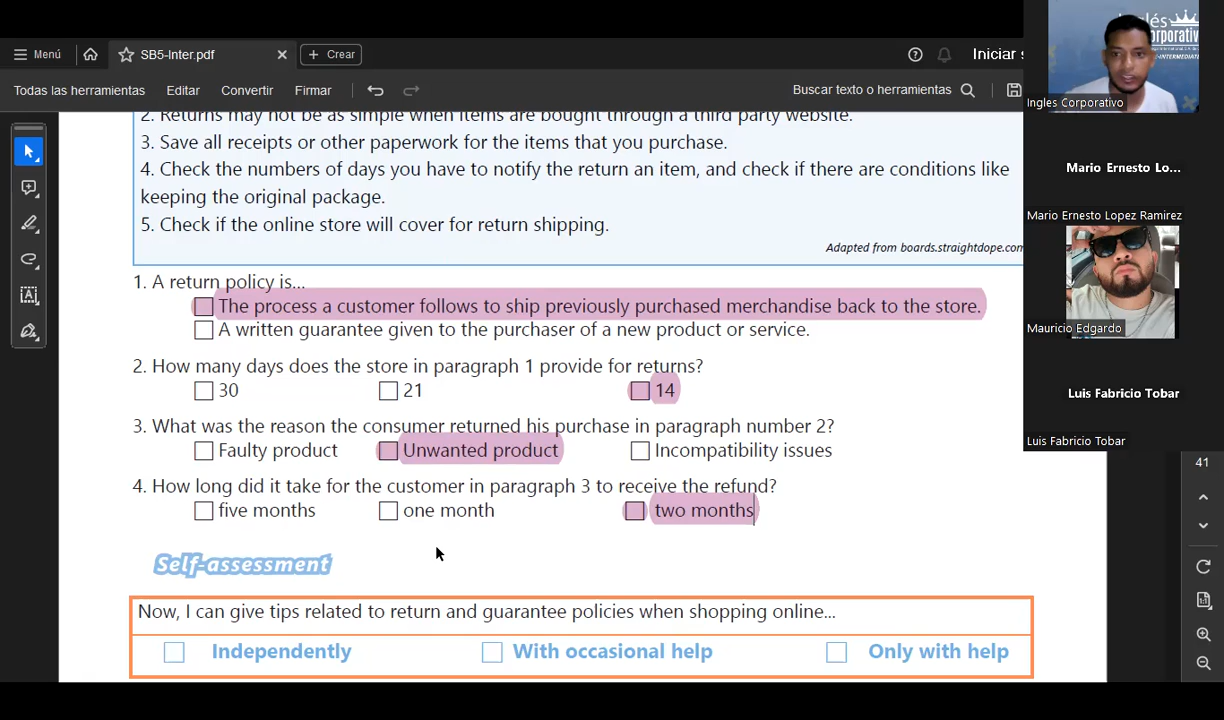 Menú
SB5-Inter.pdf
Crear
Iniciar s
Todas las herramientas
Editar
Convertir
Firmar
Buscar texto o herramientas
2. Returns may not be as simple when items are bought through a third party website.
3. Save all receipts or other paperwork for the items that you purchase.
4. Check the numbers of days you have to notify the return an item, and check if there are conditions like
keeping the original package.
5. Check if the online store will cover for return shipping.
Adapted from boards.straightdope.com
1. A return policy is...
The process a customer follows to ship previously purchased merchandise back to the store.
A written guarantee given to the purchaser of a new product or service.
2. How many days does the store in paragraph 1 provide for returns?
30 21 14
3. What was the reason the consumer returned his purchase in paragraph number 2?
Faulty product Unwanted product Incompatibility issues
4. How long did it take for the customer in paragraph 3 to receive the refund?
five months one month two months
Self-assessment
Now, I can give tips related to return and guarantee policies when shopping online...
Independently With occasional help Only with help
Ingles Corporativo
Mario Ernesto Lo...
Mario Ernesto Lopez Ramirez
Mauricio Edgardo
Luis Fabricio Tobar
Luis Fabricio Tobar
41